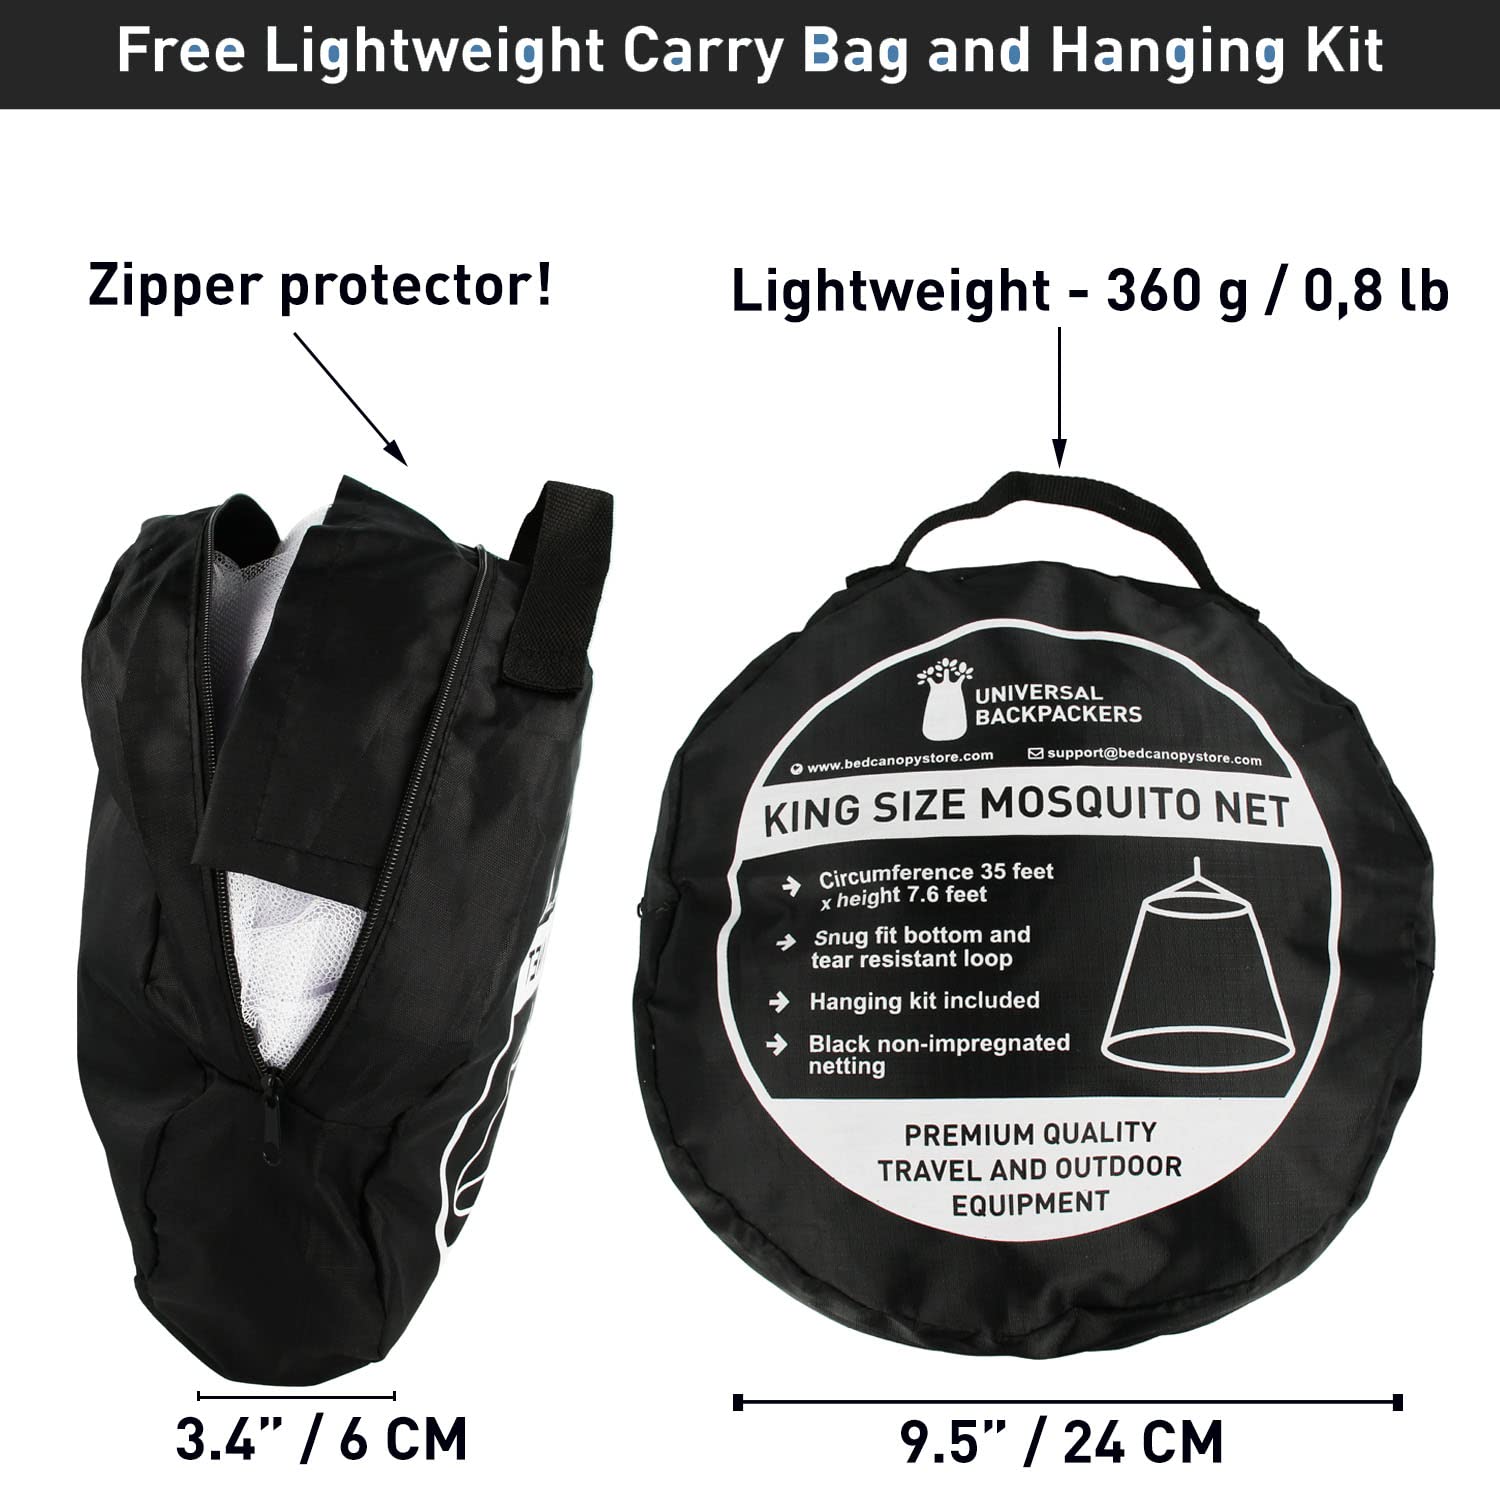 Free Lightweight Carry Bag and Hanging Kit
Zipper protector!
Lightweight - 360 g / 0,8 lb
UNIVERSAL
BACKPACKERS
www.bedcanopystore.com
support@bedcanopystore.com
KING SIZE MOSQUITO NET
Circumference 35 feet
x height 7.6 feet
Snug fit bottom and
tear resistant loop
Hanging kit included
Black non-impregnated
netting
PREMIUM QUALITY
TRAVEL AND OUTDOOR
EQUIPMENT
3.4” / 6 CM
9.5” / 24 CM